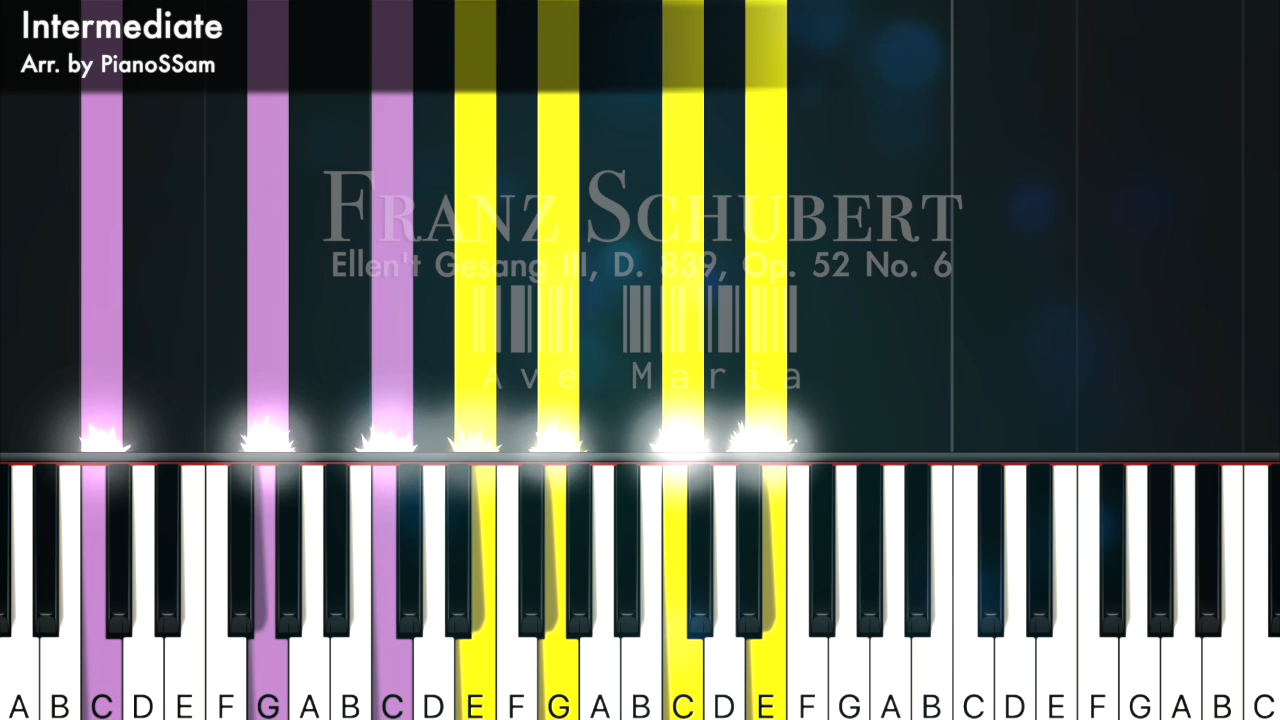 Intermediate
Arr. by PianoSSam
FRANZ SCHUBERT
Ellen't Gesang III, D. 839, Op. 52 No. 6
Ave Maria
A B C D E F G A B C D E F G A B C D E F G A B C D E F G A B C